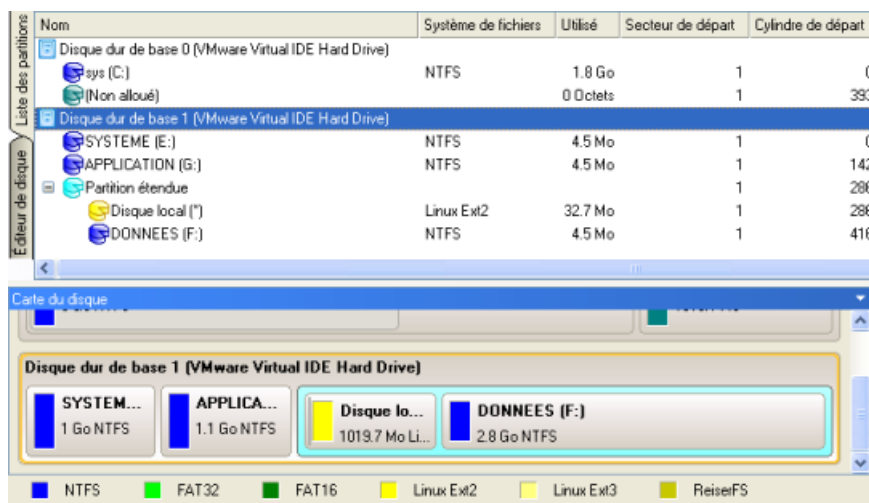 Liste des partitions
Éditeur de disque
Nom Système de fichiers Utilisé Secteur de départ Cylindre de départ
Disque dur de base 0 (VMware Virtual IDE Hard Drive)
sys (C:) NTFS 1.8 Go 1
(Non alloué) 0 Octets 1 393
Disque dur de base 1 (VMware Virtual IDE Hard Drive)
SYSTEME (E:) NTFS 4.5 Mo 1
APPLICATION (G:) NTFS 4.5 Mo 1 142
Partition étendue 1 286
Disque local (*) Linux Ext2 32.7 Mo 1 286
DONNEES (F:) NTFS 4.5 Mo 1 416
Carte du disque
Disque dur de base 1 (VMware Virtual IDE Hard Drive)
SYSTEM... APPLICA... Disque lo... DONNEES (F:)
1 Go NTFS 1.1 Go NTFS 1019.7 Mo Li... 2.8 Go NTFS
NTFS FAT32 FAT16 Linux Ext2 Linux Ext3 ReiserFS